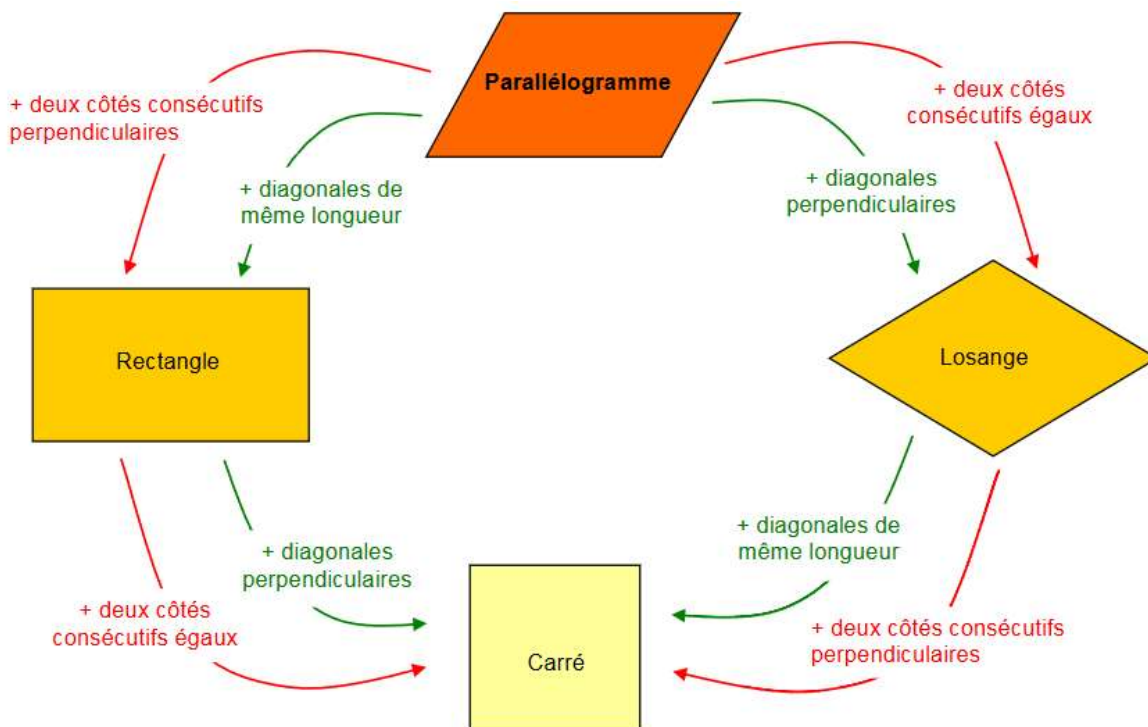 Parallélogramme
+ deux côtés consécutifs
perpendiculaires
+ deux côtés
consécutifs égaux
+ diagonales de
même longueur
+ diagonales
perpendiculaires
Rectangle
Losange
+ diagonales
perpendiculaires
+ diagonales de
même longueur
+ deux côtés
consécutifs égaux
+ deux côtés consécutifs
perpendiculaires
Carré